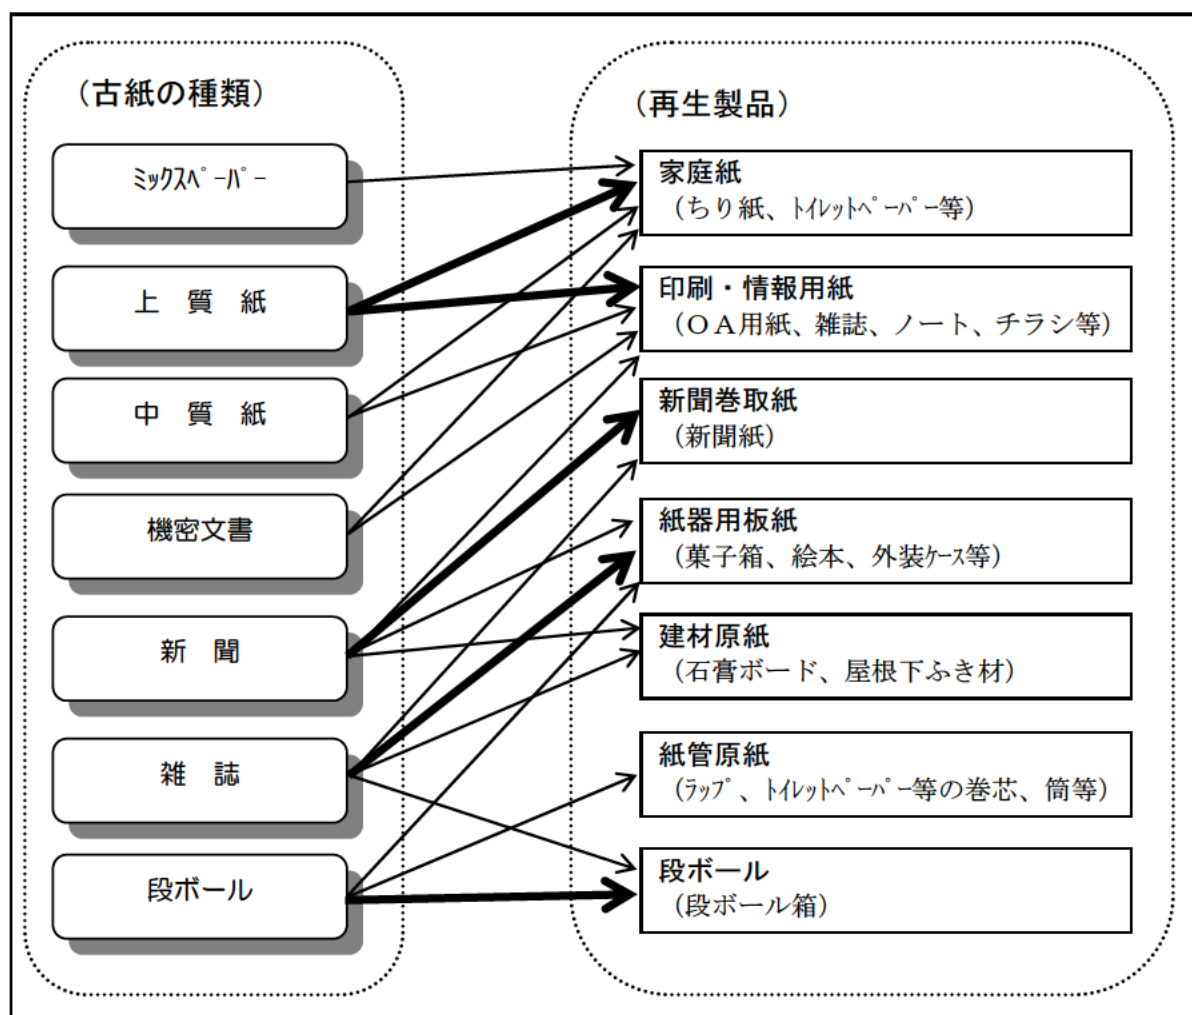 （古紙の種類）
ﾐｯｸｽﾍﾟｰﾊﾟｰ
上　質　紙
中　質　紙
機密文書
新　聞
雑　誌
段ボール
（再生製品）
家庭紙
（ちり紙、ﾄｲﾚｯﾄﾍﾟｰﾊﾟｰ等）
印刷・情報用紙
（ＯＡ用紙、雑誌、ノート、チラシ等）
新聞巻取紙
（新聞紙）
紙器用板紙
（菓子箱、絵本、外装ｹｰｽ等）
建材原紙
（石膏ボード、屋根下ふき材）
紙管原紙
（ﾗｯﾌﾟ、ﾄｲﾚｯﾄﾍﾟｰﾊﾟｰ等の巻芯、筒等）
段ボール
（段ボール箱）